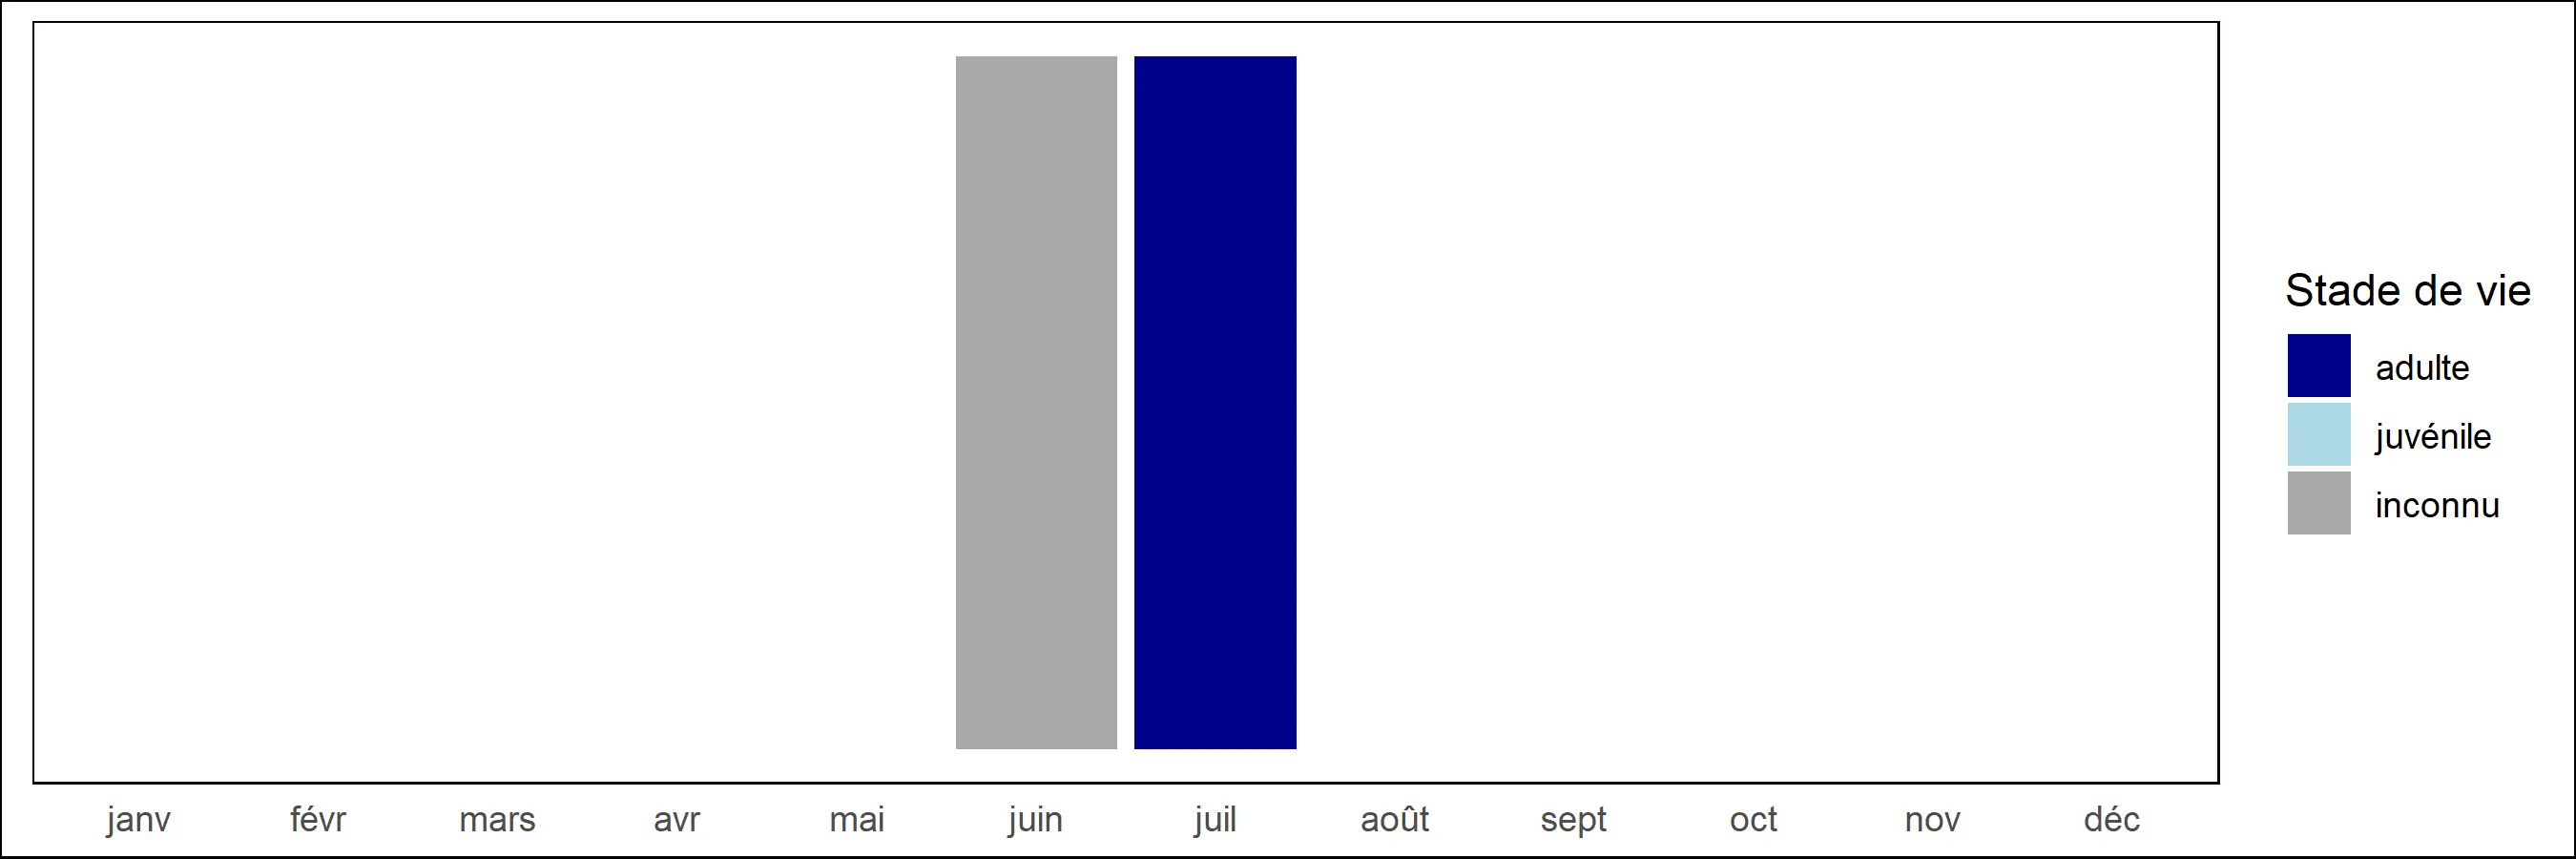 Stade de vie
adulte
juvénile
inconnu
janv févr mars avr mai juin juil août sept oct nov déc